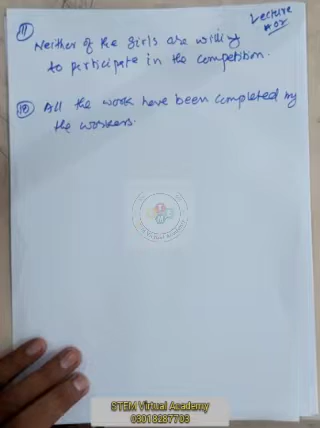 Lecture
#02
(11) Neither of the girls are willing
to participate in the competition.
(12) All the work have been completed by
the workers.
STEM Virtual Academy
03018287703